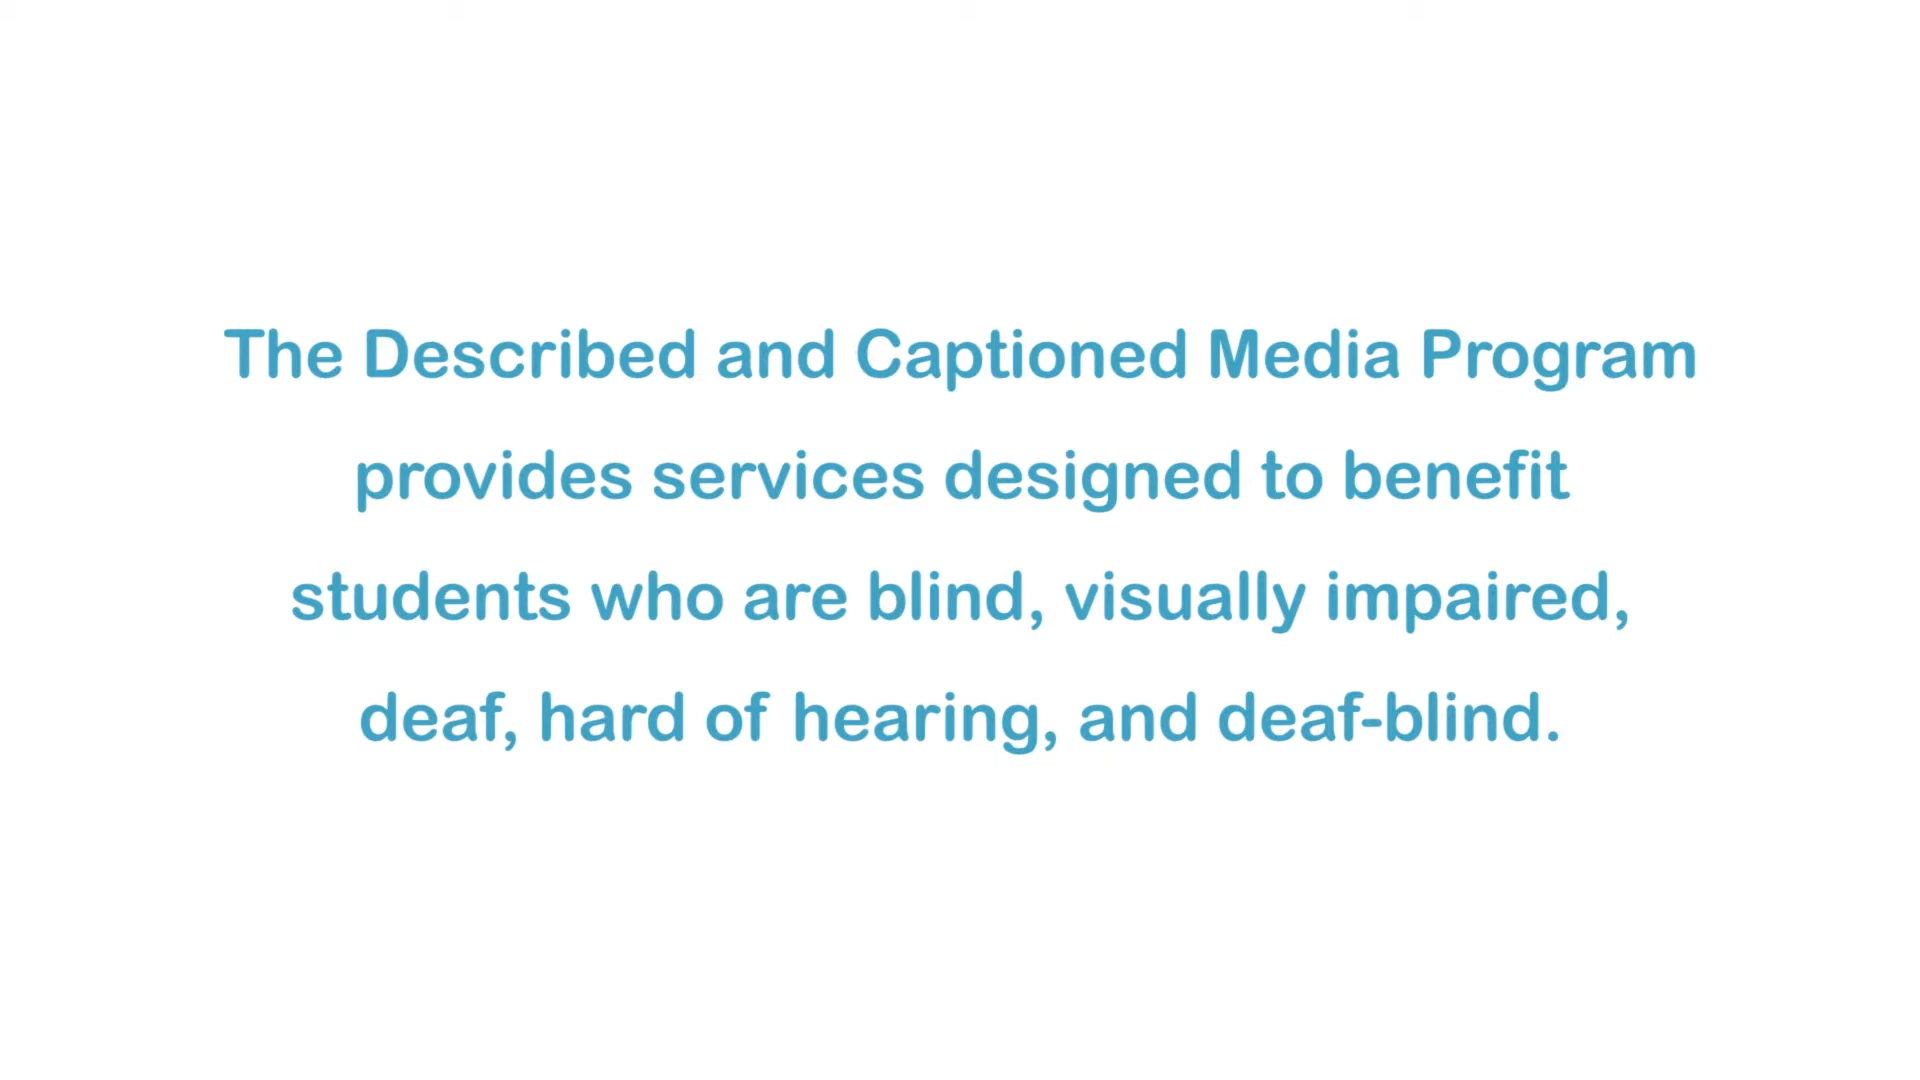 The Described and Captioned Media Program
provides services designed to benefit
students who are blind, visually impaired,
deaf, hard of hearing, and deaf-blind.